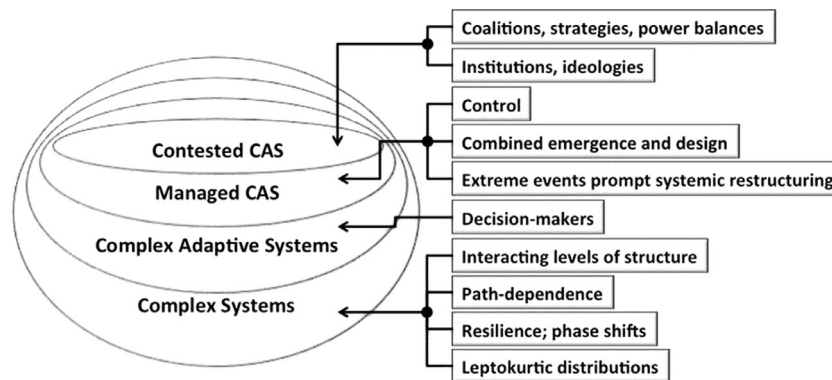 Coalitions, strategies, power balances
Institutions, ideologies
Control
Combined emergence and design
Extreme events prompt systemic restructuring
Decision-makers
Interacting levels of structure
Path-dependence
Resilience; phase shifts
Leptokurtic distributions
Contested CAS
Managed CAS
Complex Adaptive Systems
Complex Systems